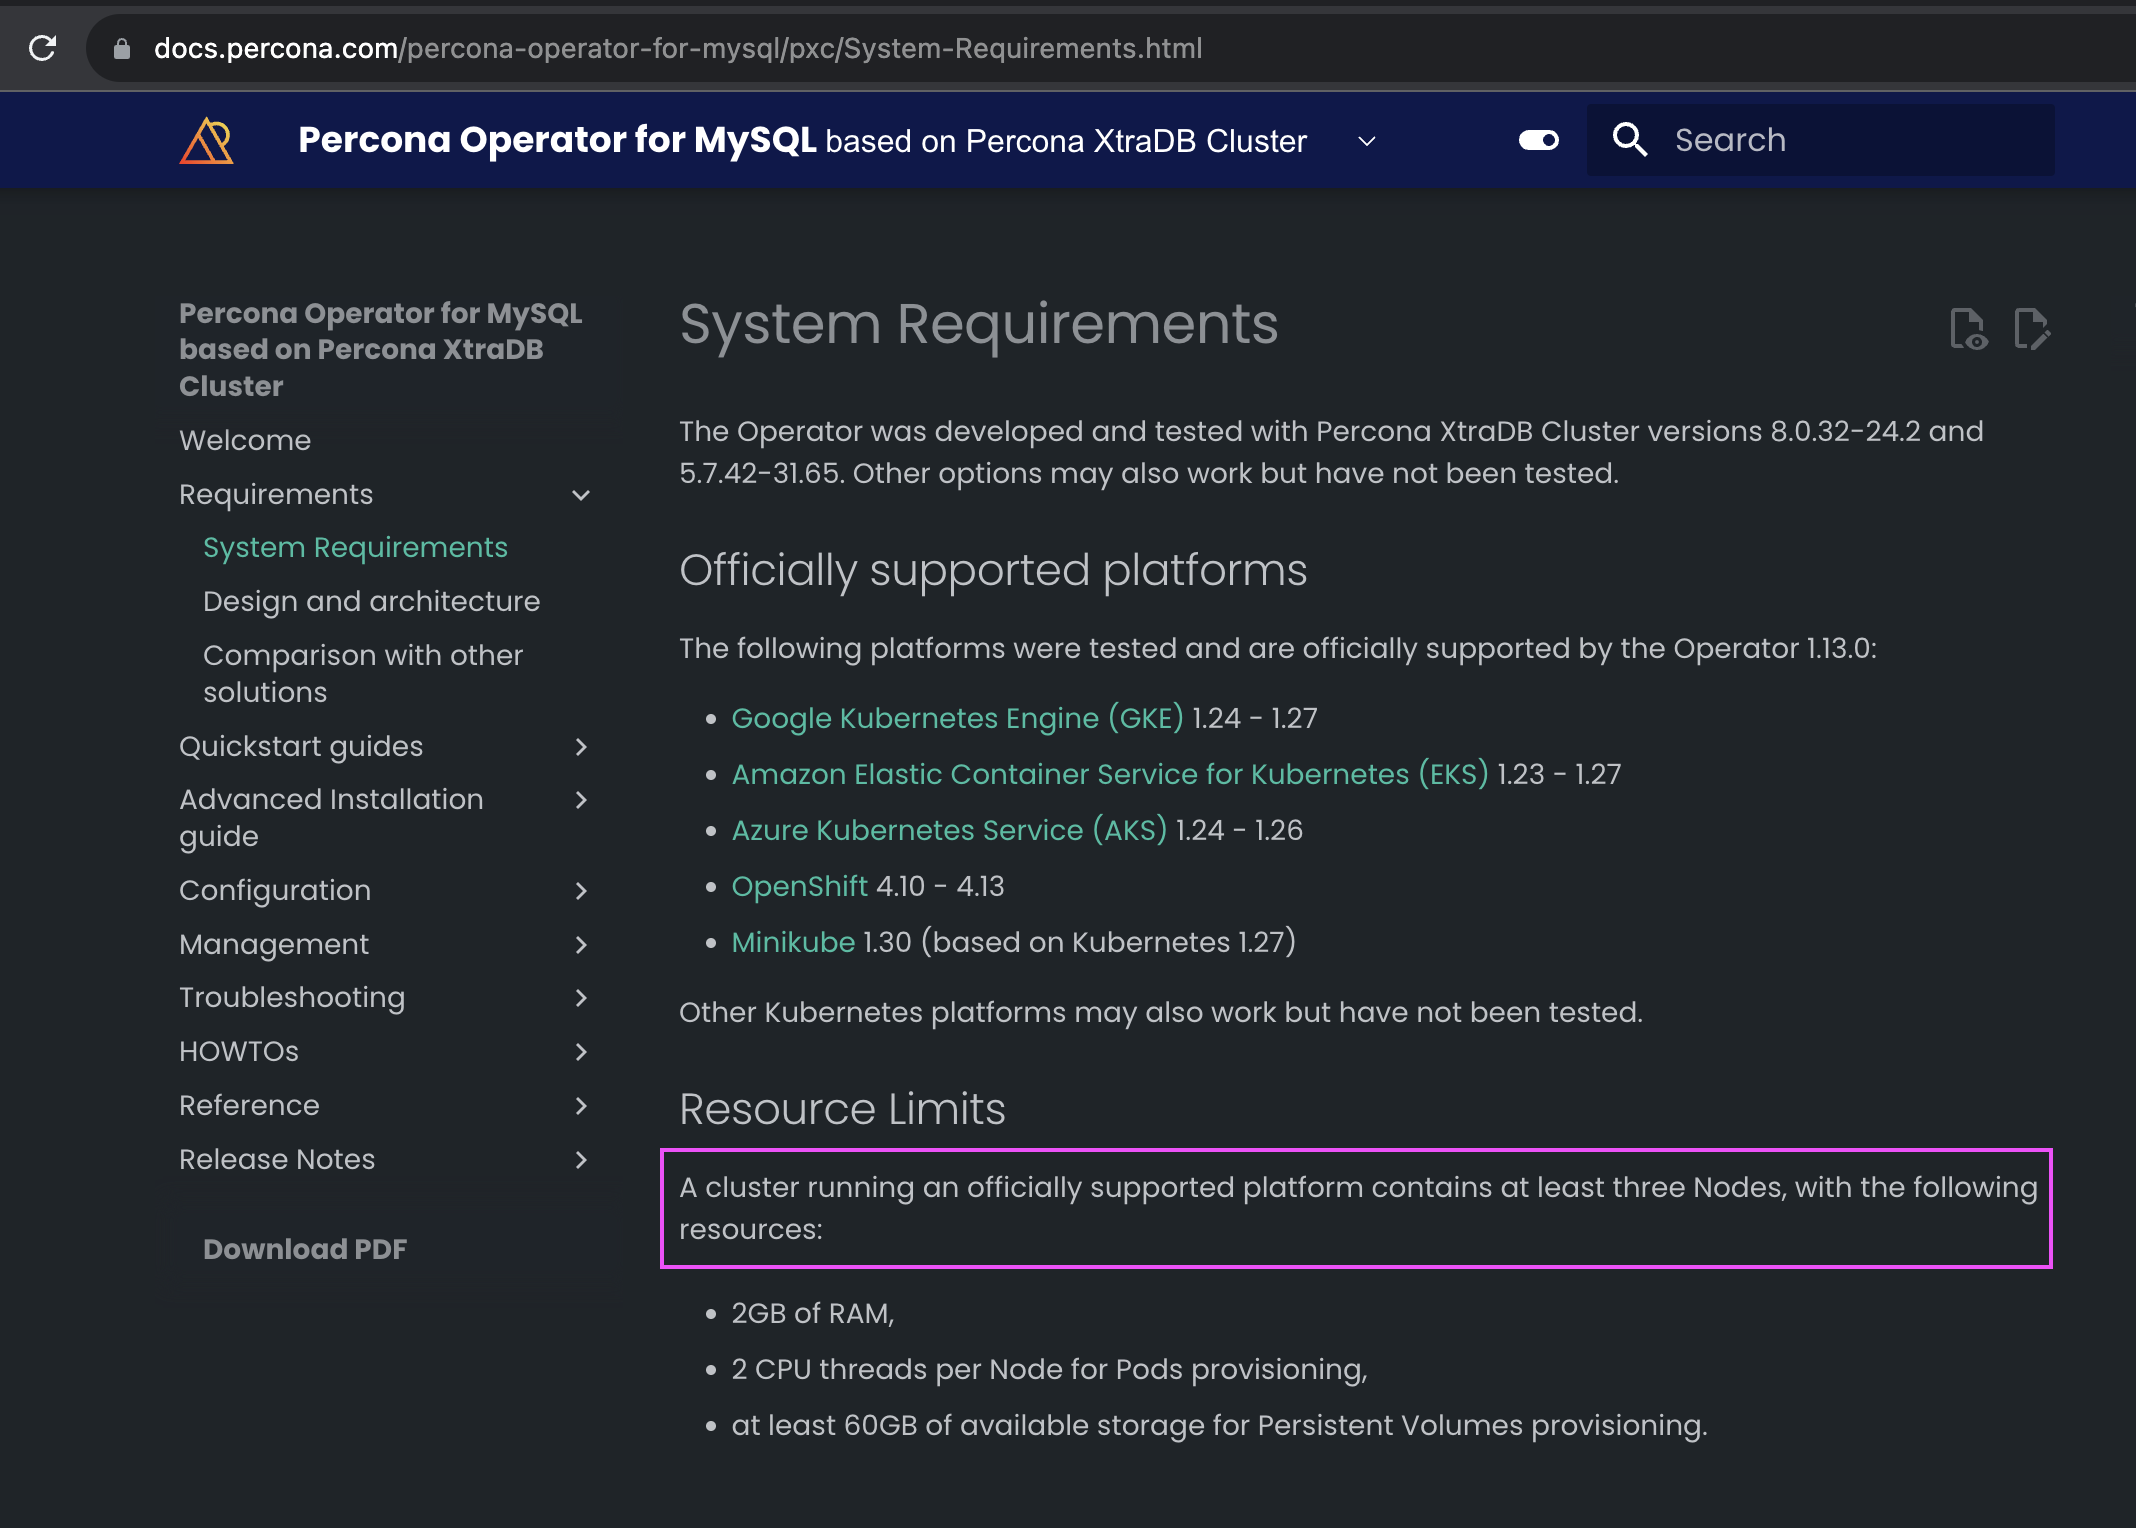 docs.percona.com/percona-operator-for-mysql/pxc/System-Requirements.html
Percona Operator for MySQL based on Percona XtraDB Cluster
Search
Percona Operator for MySQL
based on Percona XtraDB
Cluster
Welcome
Requirements
System Requirements
Design and architecture
Comparison with other
solutions
Quickstart guides
Advanced Installation
guide
Configuration
Management
Troubleshooting
HOWTOs
Reference
Release Notes
Download PDF
System Requirements
The Operator was developed and tested with Percona XtraDB Cluster versions 8.0.32-24.2 and
5.7.42-31.65. Other options may also work but have not been tested.
Officially supported platforms
The following platforms were tested and are officially supported by the Operator 1.13.0:
• Google Kubernetes Engine (GKE) 1.24 - 1.27
• Amazon Elastic Container Service for Kubernetes (EKS) 1.23 - 1.27
• Azure Kubernetes Service (AKS) 1.24 - 1.26
• OpenShift 4.10 - 4.13
• Minikube 1.30 (based on Kubernetes 1.27)
Other Kubernetes platforms may also work but have not been tested.
Resource Limits
A cluster running an officially supported platform contains at least three Nodes, with the following
resources:
• 2GB of RAM,
• 2 CPU threads per Node for Pods provisioning,
• at least 60GB of available storage for Persistent Volumes provisioning.